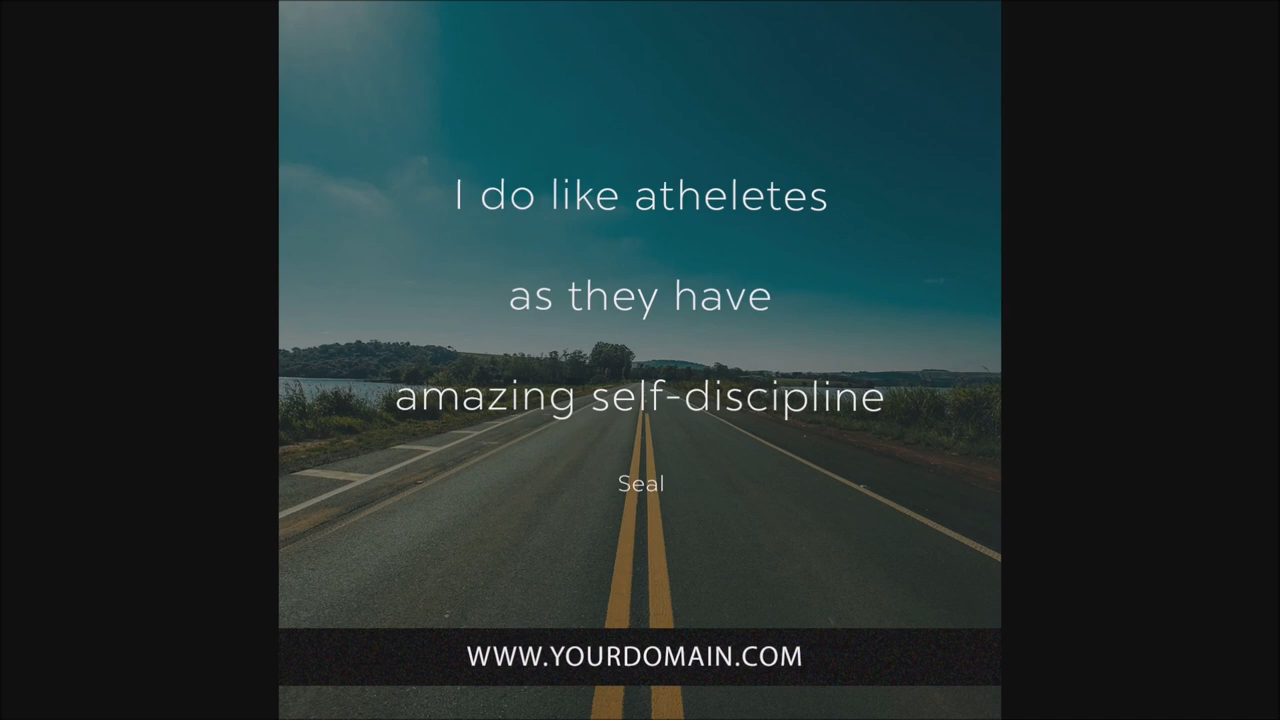 I do like atheletes
as they have
amazing self-discipline
Seal
WWW.YOURDOMAIN.COM